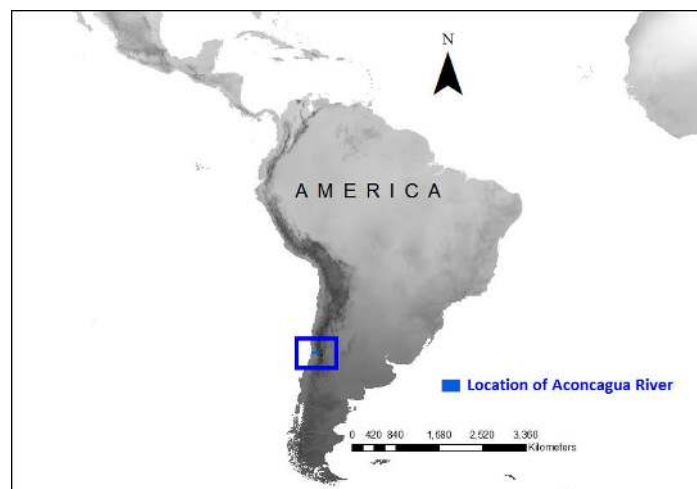 N
AMERICA
Location of Aconcagua River
0 420 840 1,680 2,520 3,360
Kilometers